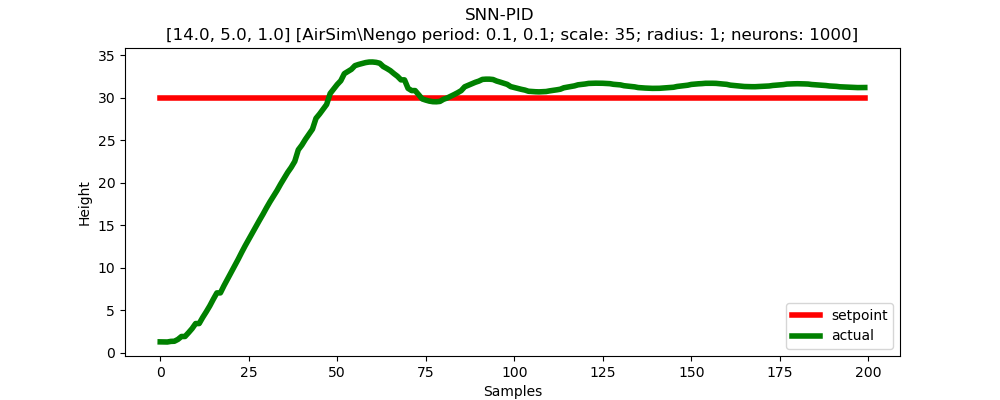 SNN-PID
[14.0, 5.0, 1.0] [AirSim\Nengo period: 0.1, 0.1; scale: 35; radius: 1; neurons: 1000]
35
30
25
20
15
10
5
0
Height
0 25 50 75 100 125 150 175 200
Samples
setpoint
actual